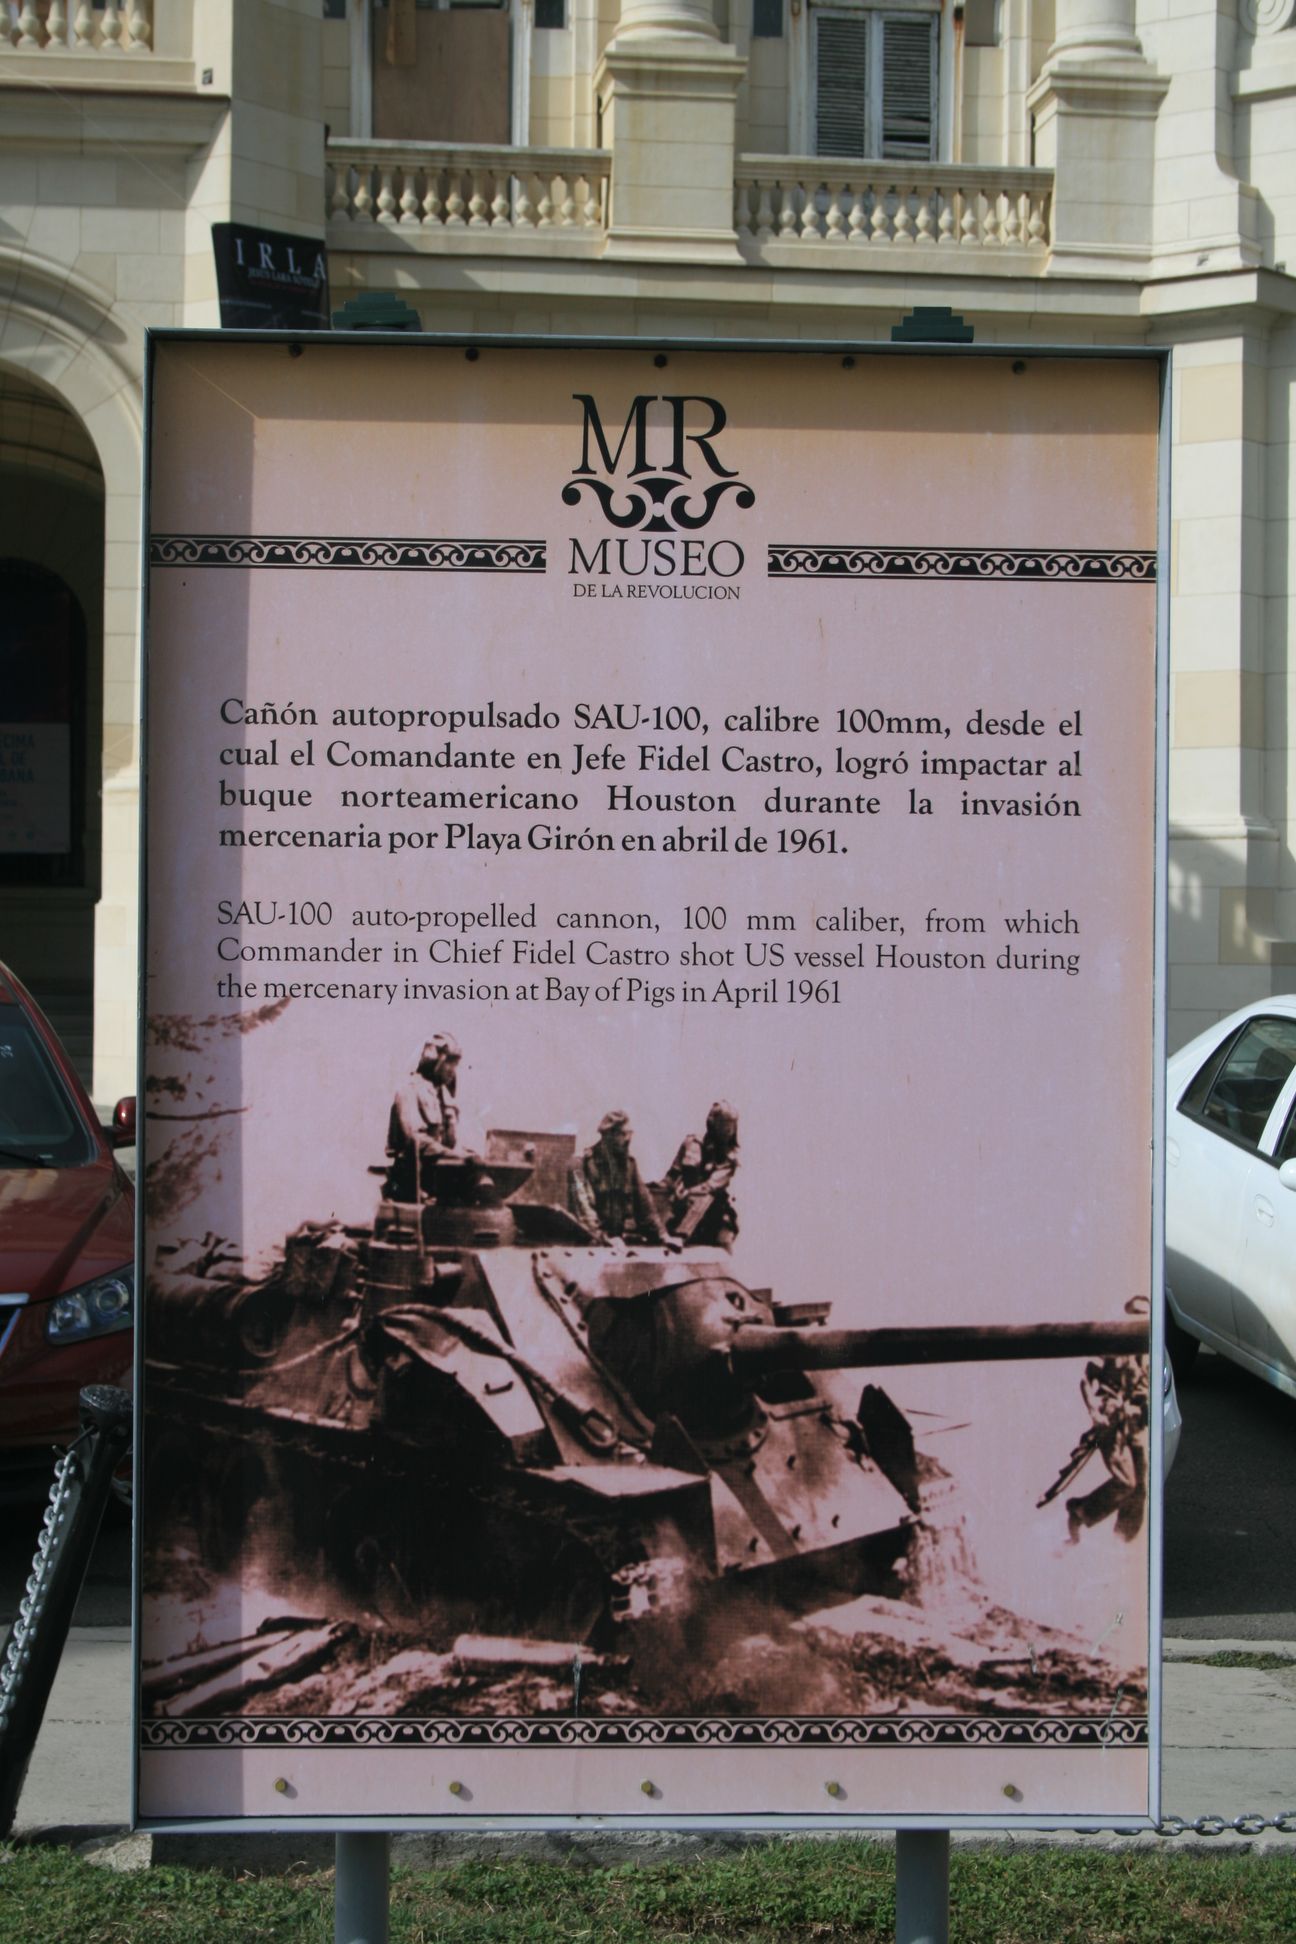 IRLA
MR
MUSEO
DE LA REVOLUCION
Cañón autopropulsado SAU-100, calibre 100mm, desde el
cual el Comandante en Jefe Fidel Castro, logró impactar al
buque norteamericano Houston durante la invasión
mercenaria por Playa Girón en abril de 1961.
SAU-100 auto-propelled cannon, 100 mm caliber, from which
Commander in Chief Fidel Castro shot US vessel Houston during
the mercenary invasion at Bay of Pigs in April 1961